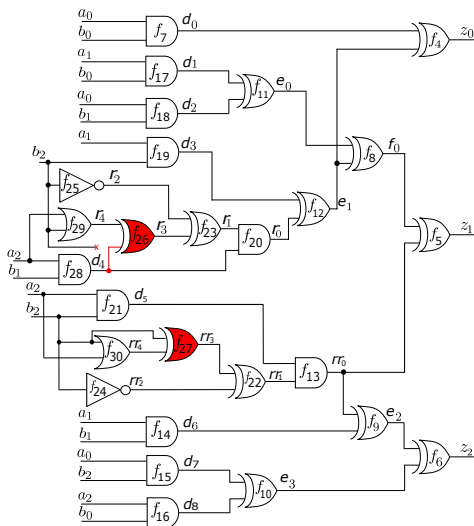 a₀ d₀ z₀
b₀ f₇ f₄
a₁ d₁
b₀ f₁₇ e₀
a₀ d₂ f₁₁
b₁ f₁₈
a₁ d₃ f₀
b₂ f₁₉ f₈
f₂₅ r₂ f₁₂ e₁
f₂₉ r₄ f₂₆ r₃ f₂₃ r₁ f₂₀ r₀ f₅ z₁
a₂ d₄
b₁ f₂₈
a₂ d₅
b₂ f₂₁
f₃₀ rr₄ f₂₇ rr₃ f₁₃ rr₀
f₂₄ rr₂ f₂₂ rr₁
a₁ d₆ f₉ e₂
b₁ f₁₄ z₂
a₀ d₇ f₆
b₂ f₁₅ e₃
a₂ d₈ f₁₀
b₀ f₁₆